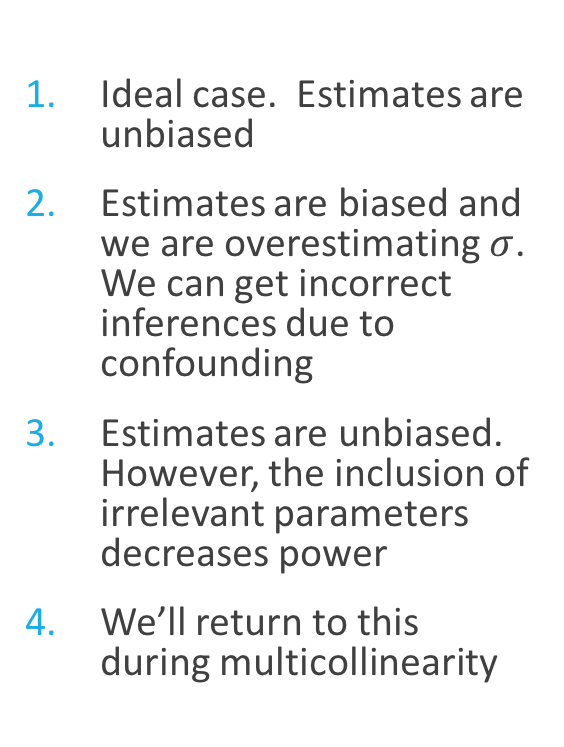 1. Ideal case.  Estimates are
unbiased
2. Estimates are biased and
we are overestimating σ.
We can get incorrect
inferences due to
confounding
3. Estimates are unbiased.
However, the inclusion of
irrelevant parameters
decreases power
4. We’ll return to this
during multicollinearity